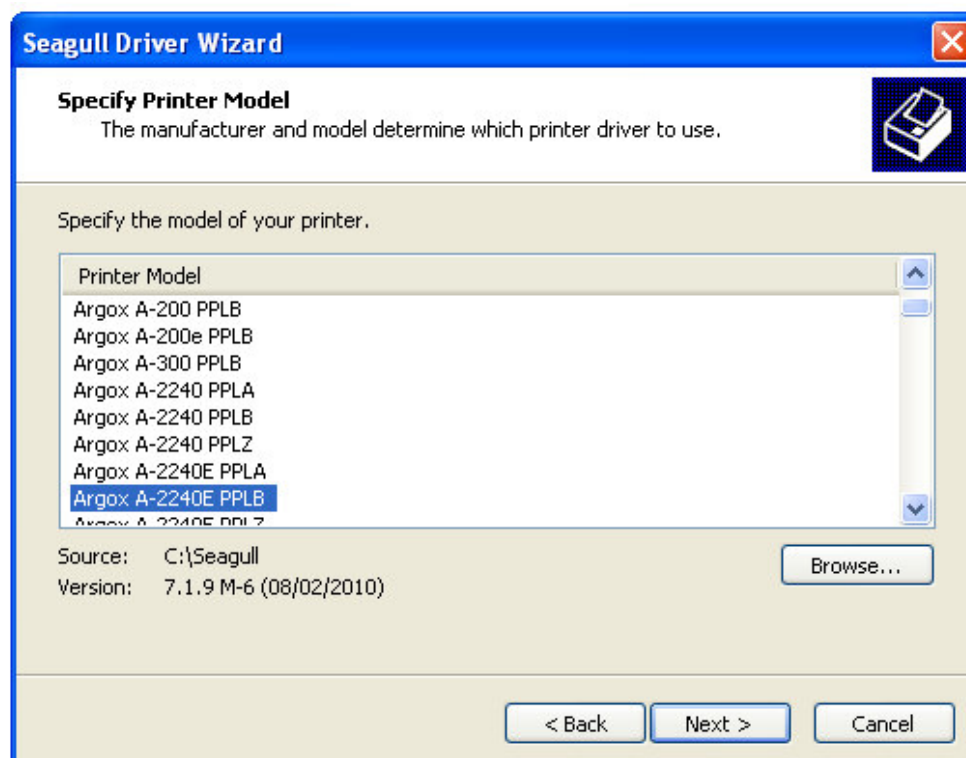 Seagull Driver Wizard
Specify Printer Model
The manufacturer and model determine which printer driver to use.
Specify the model of your printer.
Printer Model
Argox A-200 PPLB
Argox A-200e PPLB
Argox A-300 PPLB
Argox A-2240 PPLA
Argox A-2240 PPLB
Argox A-2240 PPLZ
Argox A-2240E PPLA
Argox A-2240E PPLB
Argox A-2240E PPLZ
Source: C:\Seagull
Browse...
Version: 7.1.9 M-6 (08/02/2010)
< Back Next > Cancel